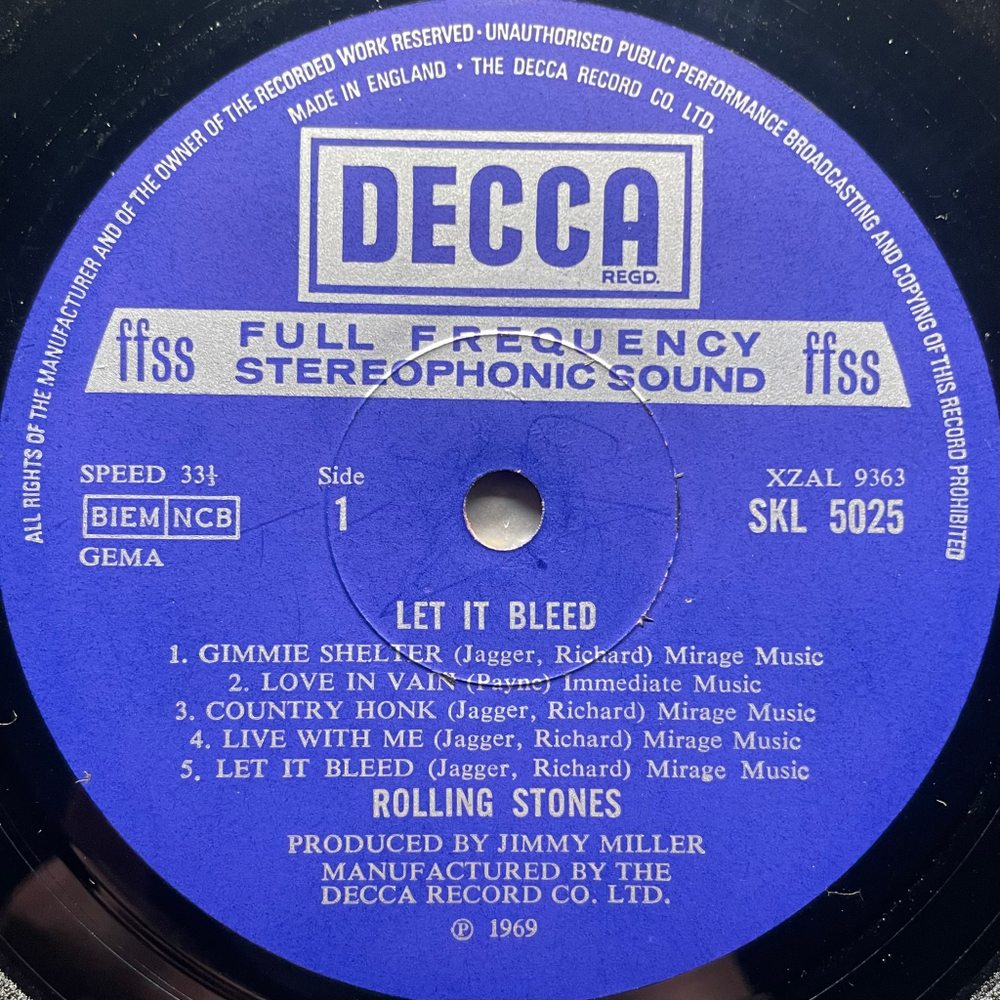 ALL RIGHTS OF THE MANUFACTURER AND OF THE OWNER OF THE RECORDED WORK RESERVED · UNAUTHORISED PUBLIC PERFORMANCE BROADCASTING AND COPYING OF THIS RECORD PROHIBITED
MADE IN ENGLAND · THE DECCA RECORD CO. LTD.
DECCA
REGD.
ffss FULL FREQUENCY STEREOPHONIC SOUND ffss
SPEED 33⅓
BIEM NCB
GEMA
Side
1
XZAL 9363
SKL 5025
LET IT BLEED
1. GIMMIE SHELTER (Jagger, Richard) Mirage Music
2. LOVE IN VAIN (Payne) Immediate Music
3. COUNTRY HONK (Jagger, Richard) Mirage Music
4. LIVE WITH ME (Jagger, Richard) Mirage Music
5. LET IT BLEED (Jagger, Richard) Mirage Music
ROLLING STONES
PRODUCED BY JIMMY MILLER
MANUFACTURED BY THE
DECCA RECORD CO. LTD.
℗ 1969